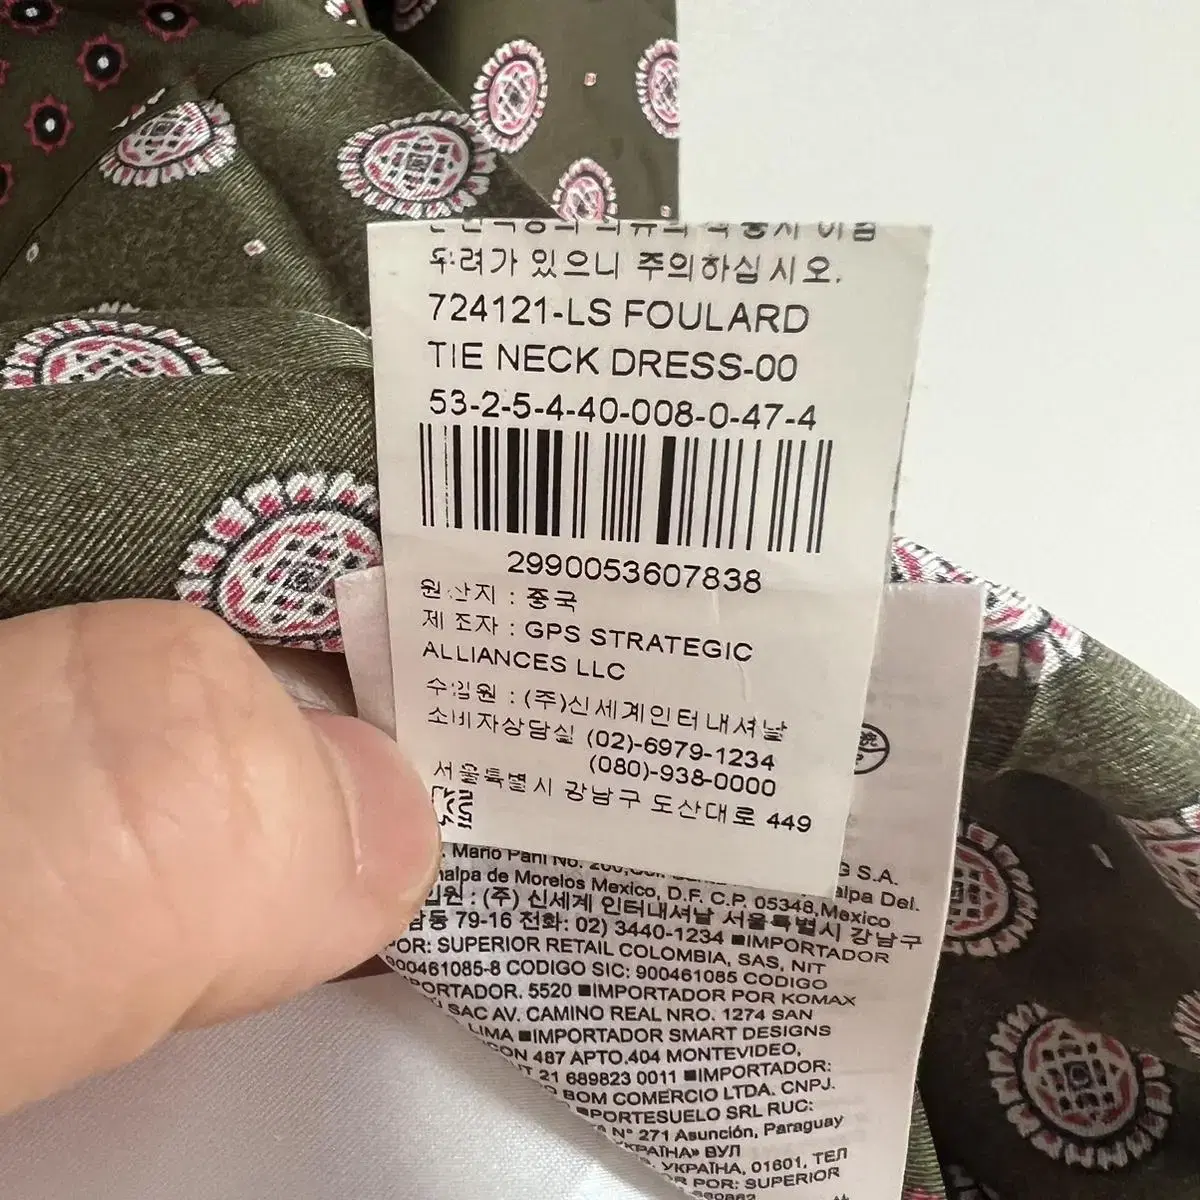 우려가 있으니 주의하십시오.
724121-LS FOULARD
TIE NECK DRESS-00
53-2-5-4-40-008-0-47-4
2990053607838
원산지 : 중국
제조자 : GPS STRATEGIC
ALLIANCES LLC
수입원 : (주)신세계인터내셔날
소비자상담실 (02)-6979-1234
(080)-938-0000
서울특별시 강남구 도산대로 449
G S.A.
Mario Pani No.
alpa Del.
de Morelos Mexico, D.F. C.P. 05348, Mexico
입원 : (주) 신세계 인터내셔날 서울특별시 강남구
79-16 전화: 02) 3440-1234 ■IMPORTADOR
POR: SUPERIOR RETAIL COLOMBIA, SAS, NIT
900461085-8 CODIGO SIC: 900461085 CODIGO
PORTADOR. 5520 ■IMPORTADOR POR KOMAX
SAC AV. CAMINO REAL NRO. 1274 SAN
LIMA ■IMPORTADOR SMART DESIGNS
CON 487 APTO.404 MONTEVIDEO,
21 689823 0011 ■IMPORTADOR:
BOM COMERCIO LTDA. CNPJ.
PORTESUELO SRL RUC:
N° 271 Asunción, Paraguay
КРАЇНА» ВУЛ
УКРАЇНА, 01601, ТЕЛ
POR: SUPERIOR